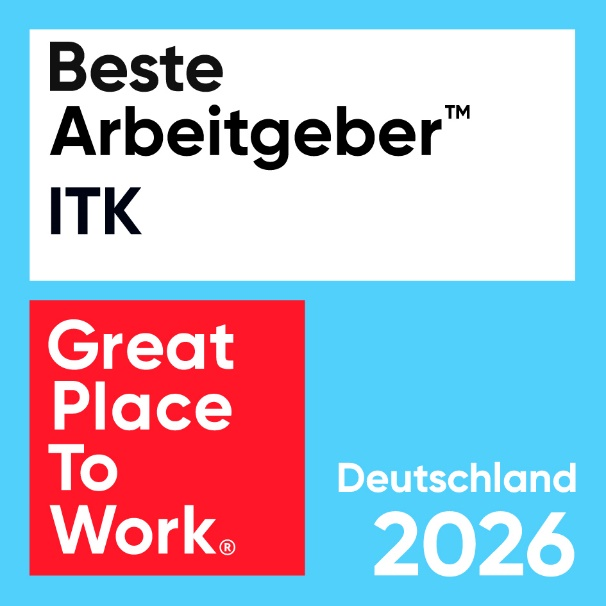 Beste
Arbeitgeber™
ITK
Great
Place
To
Work®
Deutschland
2026